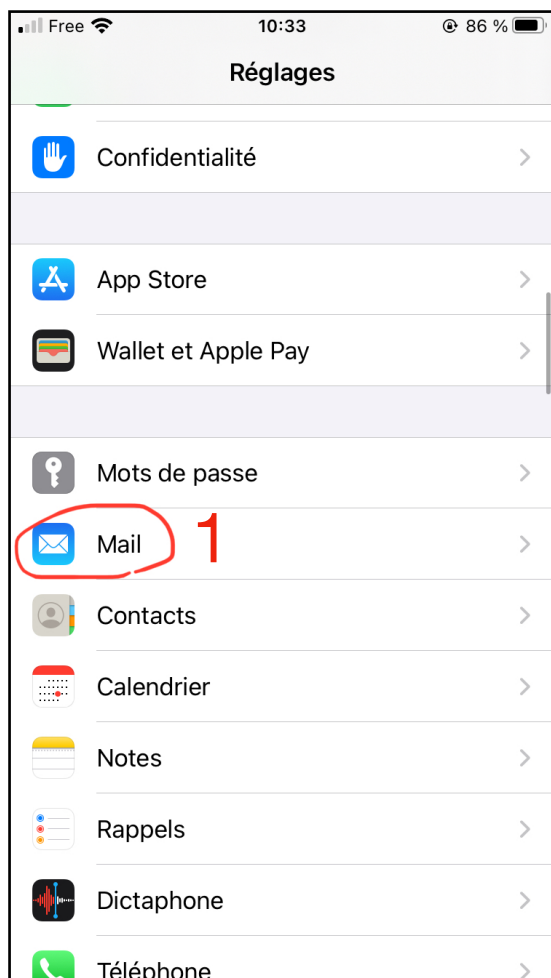 Free 10:33 86 %
Réglages
Confidentialité
App Store
Wallet et Apple Pay
Mots de passe
Mail 1
Contacts
Calendrier
Notes
Rappels
Dictaphone
Téléphone